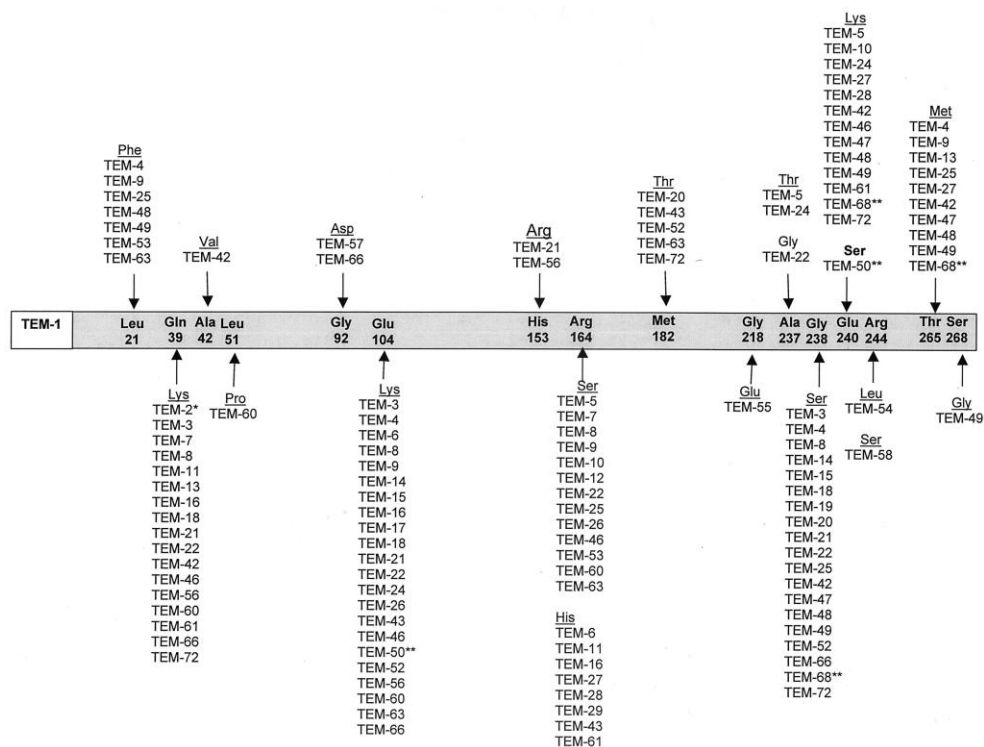 Phe
TEM-4
TEM-9
TEM-25
TEM-48
TEM-49
TEM-53
TEM-63
Val
TEM-42
Asp
TEM-57
TEM-66
Arg
TEM-21
TEM-56
Thr
TEM-20
TEM-43
TEM-52
TEM-63
TEM-72
Thr
TEM-5
TEM-24
Gly
TEM-22
Lys
TEM-5
TEM-10
TEM-24
TEM-27
TEM-28
TEM-42
TEM-46
TEM-47
TEM-48
TEM-49
TEM-61
TEM-68**
TEM-72
Ser
TEM-50**
Met
TEM-4
TEM-9
TEM-13
TEM-25
TEM-27
TEM-42
TEM-47
TEM-48
TEM-49
TEM-68**
TEM-1
Leu Gln Ala Leu Gly Glu His Arg Met Gly Ala Gly Glu Arg Thr Ser
21 39 42 51 92 104 153 164 182 218 237 238 240 244 265 268
Lys
TEM-2*
TEM-3
TEM-7
TEM-8
TEM-11
TEM-13
TEM-16
TEM-18
TEM-21
TEM-22
TEM-42
TEM-46
TEM-56
TEM-60
TEM-61
TEM-66
TEM-72
Pro
TEM-60
Lys
TEM-3
TEM-4
TEM-6
TEM-8
TEM-9
TEM-14
TEM-15
TEM-16
TEM-17
TEM-18
TEM-21
TEM-22
TEM-24
TEM-26
TEM-43
TEM-46
TEM-50**
TEM-52
TEM-56
TEM-60
TEM-63
TEM-66
Ser
TEM-5
TEM-7
TEM-8
TEM-9
TEM-10
TEM-12
TEM-22
TEM-25
TEM-26
TEM-46
TEM-53
TEM-60
TEM-63
His
TEM-6
TEM-11
TEM-16
TEM-27
TEM-28
TEM-29
TEM-43
TEM-61
Glu
TEM-55
Ser
TEM-3
TEM-4
TEM-8
TEM-14
TEM-15
TEM-18
TEM-19
TEM-20
TEM-21
TEM-22
TEM-25
TEM-42
TEM-47
TEM-48
TEM-49
TEM-52
TEM-66
TEM-68**
TEM-72
Leu
TEM-54
Ser
TEM-58
Gly
TEM-49